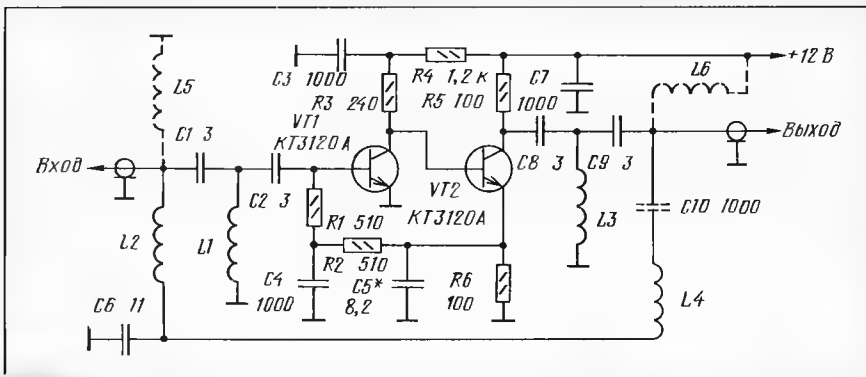 L5
C3 1000
R4 1,2 к
+12 В
R3
240
R5 100
C7
1000
L6
VT1
КТ3120А
Вход
C1 3
C2 3
VT2
КТ3120А
C8 3
C9 3
Выход
L2
L1
R1 510
R2
510
L3
C10 1000
C4
1000
C5*
8,2
R6
100
L4
C6 11